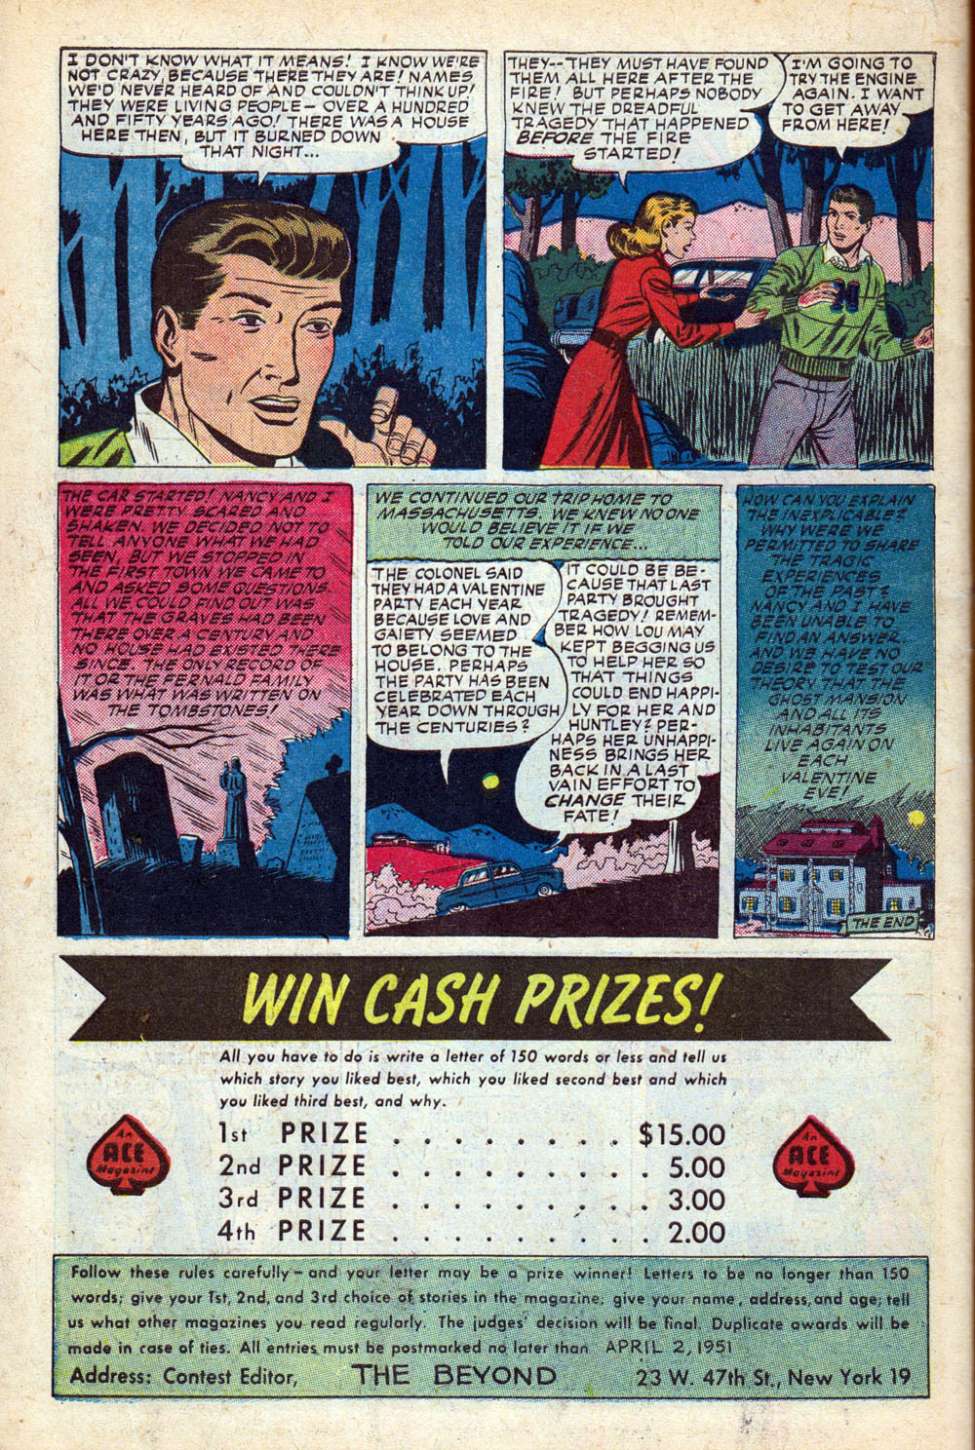 I DON'T KNOW WHAT IT MEANS! I KNOW WE'RE
NOT CRAZY, BECAUSE THERE THEY ARE! NAMES
WE'D NEVER HEARD OF AND COULDN'T THINK UP!
THEY WERE LIVING PEOPLE - OVER A HUNDRED
AND FIFTY YEARS AGO! THERE WAS A HOUSE
HERE THEN, BUT IT BURNED DOWN
THAT NIGHT...
THEY--THEY MUST HAVE FOUND
THEM ALL HERE AFTER THE
FIRE! BUT PERHAPS NOBODY
KNEW THE DREADFUL
TRAGEDY THAT HAPPENED
BEFORE THE FIRE
STARTED!
I'M GOING TO
TRY THE ENGINE
AGAIN. I WANT
TO GET AWAY
FROM HERE!
N
THE CAR STARTED! NANCY AND I
WERE PRETTY SCARED AND
SHAKEN. WE DECIDED NOT TO
TELL ANYONE WHAT WE HAD
SEEN, BUT WE STOPPED IN
THE FIRST TOWN WE CAME TO
AND ASKED SOME QUESTIONS.
ALL WE COULD FIND OUT WAS
THAT THE GRAVES HAD BEEN
THERE OVER A CENTURY AND
NO HOUSE HAD EXISTED THERE
SINCE. THE ONLY RECORD OF
IT OR THE FERNALD FAMILY
WAS WHAT WAS WRITTEN ON
THE TOMBSTONES!
WE CONTINUED OUR TRIP HOME TO
MASSACHUSETTS. WE KNEW NO ONE
WOULD BELIEVE IT IF WE
TOLD OUR EXPERIENCE...
THE COLONEL SAID
THEY HAD A VALENTINE
PARTY EACH YEAR
BECAUSE LOVE AND
GAIETY SEEMED
TO BELONG TO THE
HOUSE. PERHAPS
THE PARTY HAS BEEN
CELEBRATED EACH
YEAR DOWN THROUGH
THE CENTURIES?
IT COULD BE BE-
CAUSE THAT LAST
PARTY BROUGHT
TRAGEDY! REMEM-
BER HOW LOU MAY
KEPT BEGGING US
TO HELP HER SO
THAT THINGS
COULD END HAPPI-
LY FOR HER AND
HUNTLEY? PER-
HAPS HER UNHAPPI-
NESS BRINGS HER
BACK IN A LAST
VAIN EFFORT TO
CHANGE THEIR
FATE!
HOW CAN YOU EXPLAIN
THE INEXPLICABLE?
WHY WERE WE
PERMITTED TO SHARE
THE TRAGIC
EXPERIENCES
OF THE PAST?
NANCY AND I HAVE
BEEN UNABLE TO
FIND AN ANSWER,
AND WE HAVE NO
DESIRE TO TEST OUR
THEORY THAT THE
GHOST MANSION
AND ALL ITS
INHABITANTS
LIVE AGAIN ON
EACH
VALENTINE
EVE!
THE END
WIN CASH PRIZES!
All you have to do is write a letter of 150 words or less and tell us
which story you liked best, which you liked second best and which
you liked third best, and why.
1st PRIZE . . . . . . . . $15.00
2nd PRIZE . . . . . . . . . 5.00
3rd PRIZE . . . . . . . . . 3.00
4th PRIZE . . . . . . . . . 2.00
An
ACE
Magazine
An
ACE
Magazine
Follow these rules carefully - and your letter may be a prize winner! Letters to be no longer than 150
words; give your 1st, 2nd, and 3rd choice of stories in the magazine; give your name, address, and age; tell
us what other magazines you read regularly. The judges' decision will be final. Duplicate awards will be
made in case of ties. All entries must be postmarked no later than APRIL 2, 1951
Address: Contest Editor, THE BEYOND 23 W. 47th St., New York 19